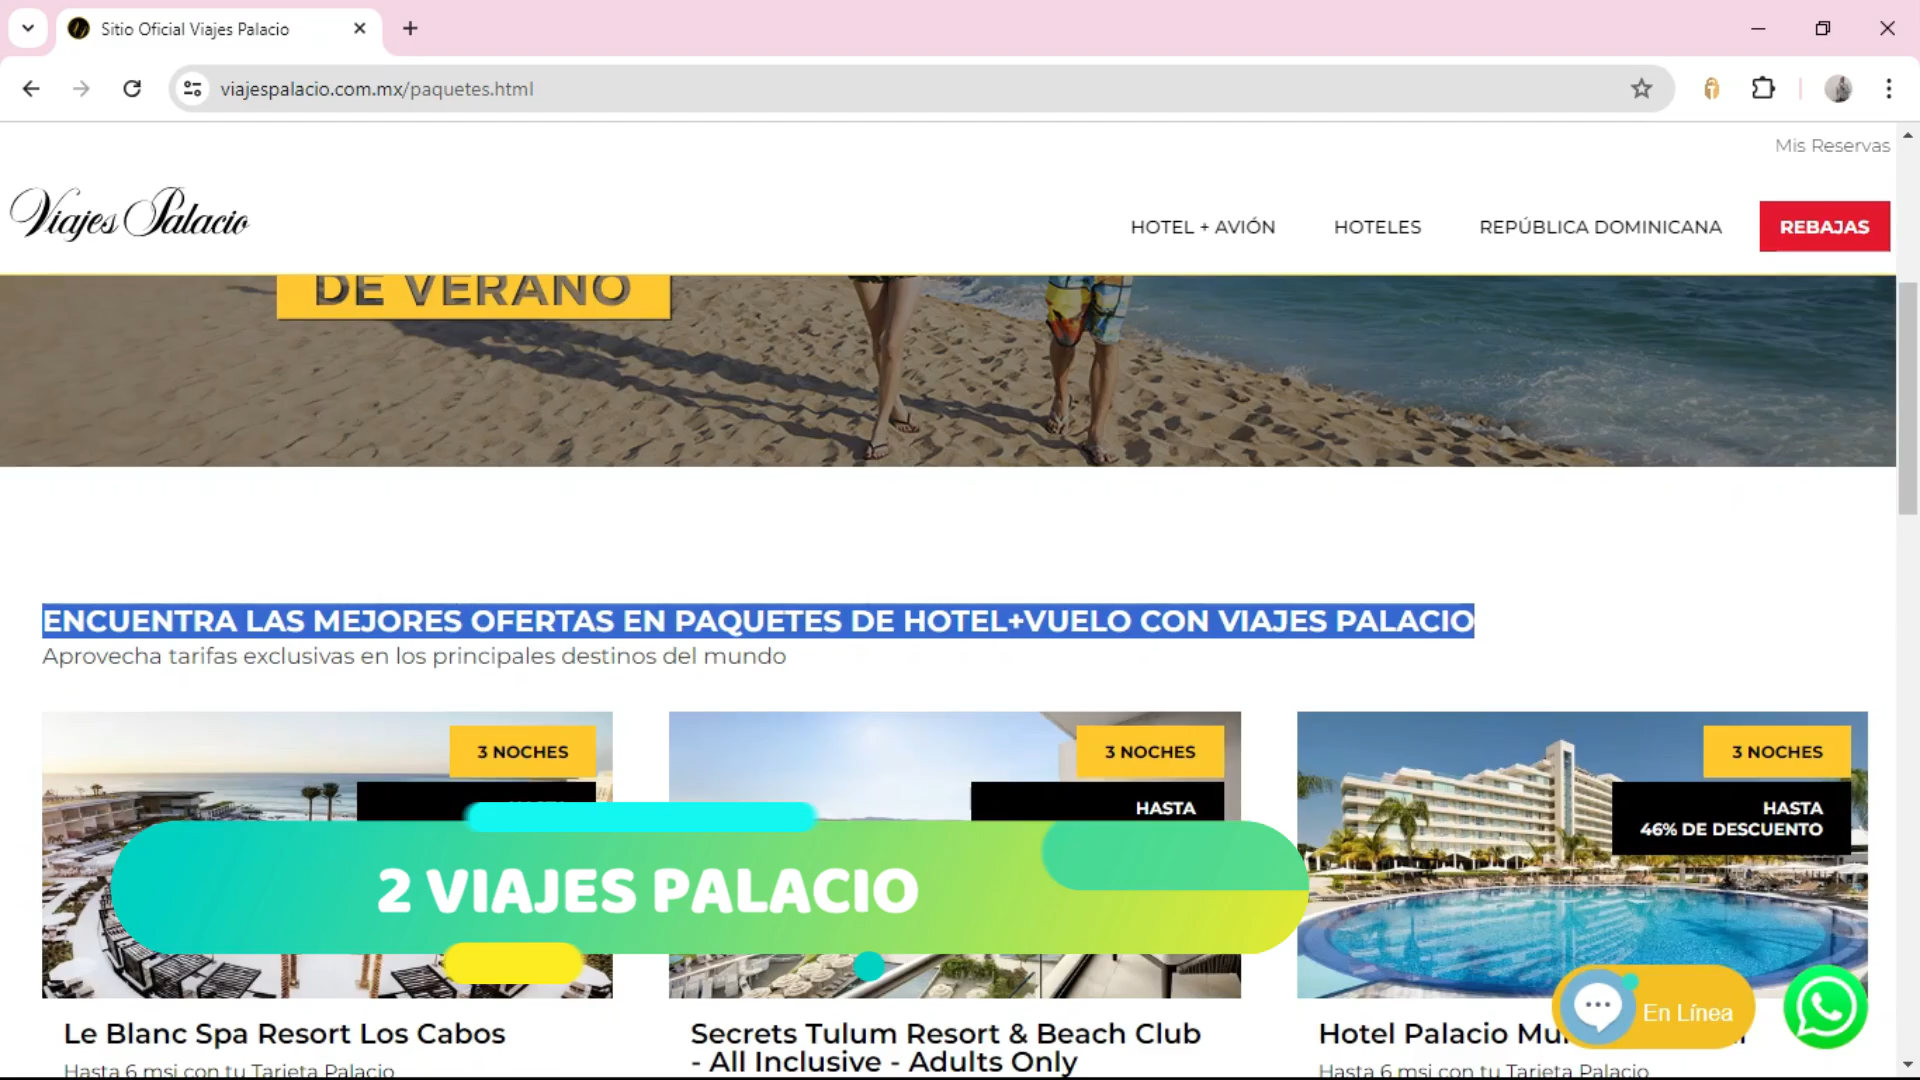 Sitio Oficial Viajes Palacio
viajespalacio.com.mx/paquetes.html
Mis Reservas
Viajes Palacio
HOTEL + AVIÓN
HOTELES
REPÚBLICA DOMINICANA
REBAJAS
DE VERANO
ENCUENTRA LAS MEJORES OFERTAS EN PAQUETES DE HOTEL+VUELO CON VIAJES PALACIO
Aprovecha tarifas exclusivas en los principales destinos del mundo
3 NOCHES
3 NOCHES
3 NOCHES
HASTA
HASTA
46% DE DESCUENTO
2 VIAJES PALACIO
En Línea
Le Blanc Spa Resort Los Cabos
Secrets Tulum Resort & Beach Club
- All Inclusive - Adults Only
Hotel Palacio
Hasta 6 msi con tu Tarjeta Palacio
Hasta 6 msi con tu Tarjeta Palacio